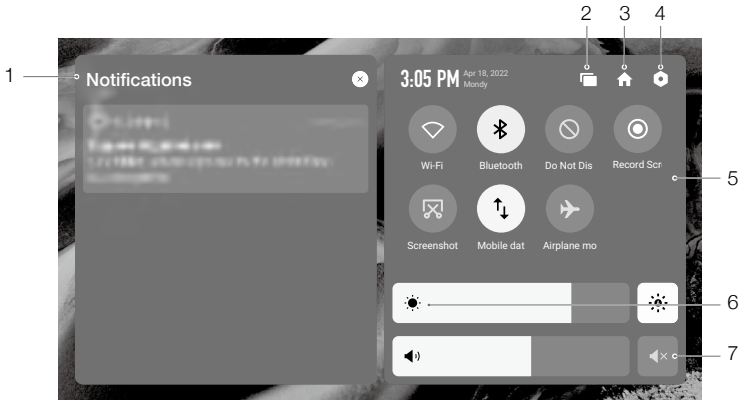 2 3 4
1 Notifications
3:05 PM Apr 18, 2022
Mondy
Wi-Fi Bluetooth Do Not Dis Record Scr
5
Screenshot Mobile dat Airplane mo
6
7